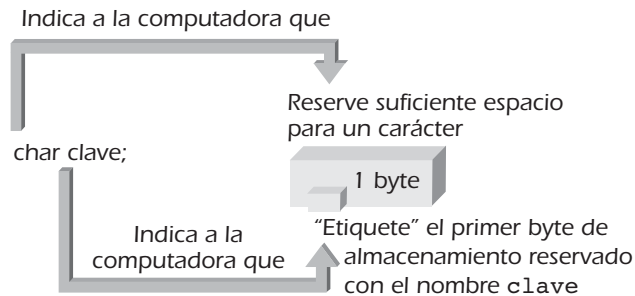 Indica a la computadora que
Reserve suficiente espacio
para un carácter
char clave;
1 byte
“Etiquete” el primer byte de
almacenamiento reservado
con el nombre clave
Indica a la
computadora que